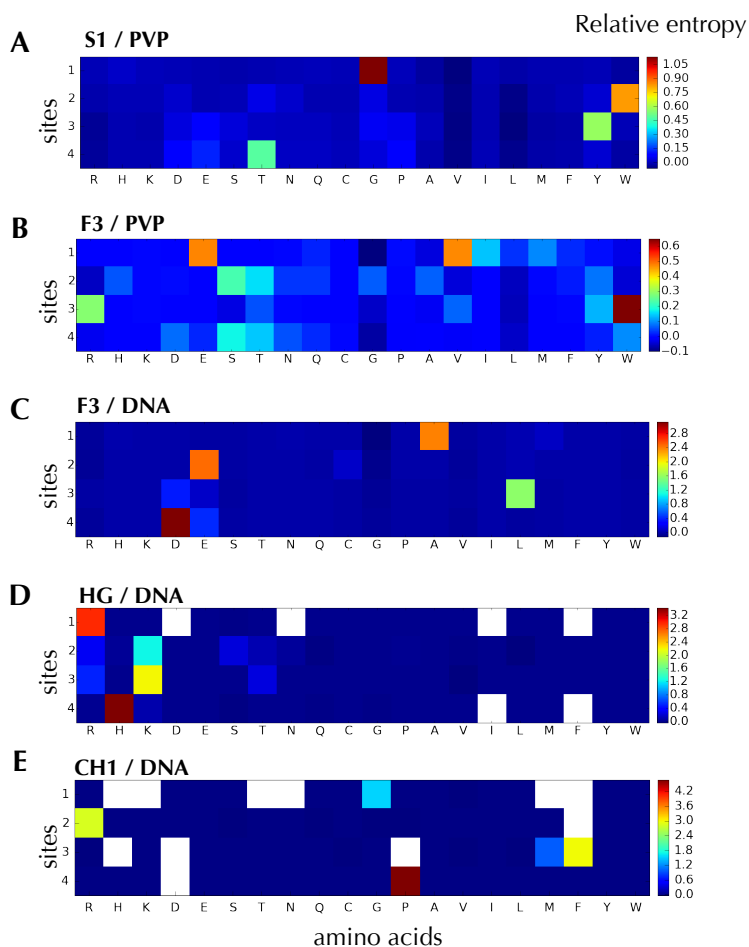 Relative entropy
A
S1 / PVP
sites
1
2
3
4
R H K D E S T N Q C G P A V I L M F Y W
1.05
0.90
0.75
0.60
0.45
0.30
0.15
0.00
B
F3 / PVP
sites
1
2
3
4
R H K D E S T N Q C G P A V I L M F Y W
0.6
0.5
0.4
0.3
0.2
0.1
0.0
−0.1
C
F3 / DNA
sites
1
2
3
4
R H K D E S T N Q C G P A V I L M F Y W
2.8
2.4
2.0
1.6
1.2
0.8
0.4
0.0
D
HG / DNA
sites
1
2
3
4
R H K D E S T N Q C G P A V I L M F Y W
3.2
2.8
2.4
2.0
1.6
1.2
0.8
0.4
0.0
E
CH1 / DNA
sites
1
2
3
4
R H K D E S T N Q C G P A V I L M F Y W
4.2
3.6
3.0
2.4
1.8
1.2
0.6
0.0
amino acids